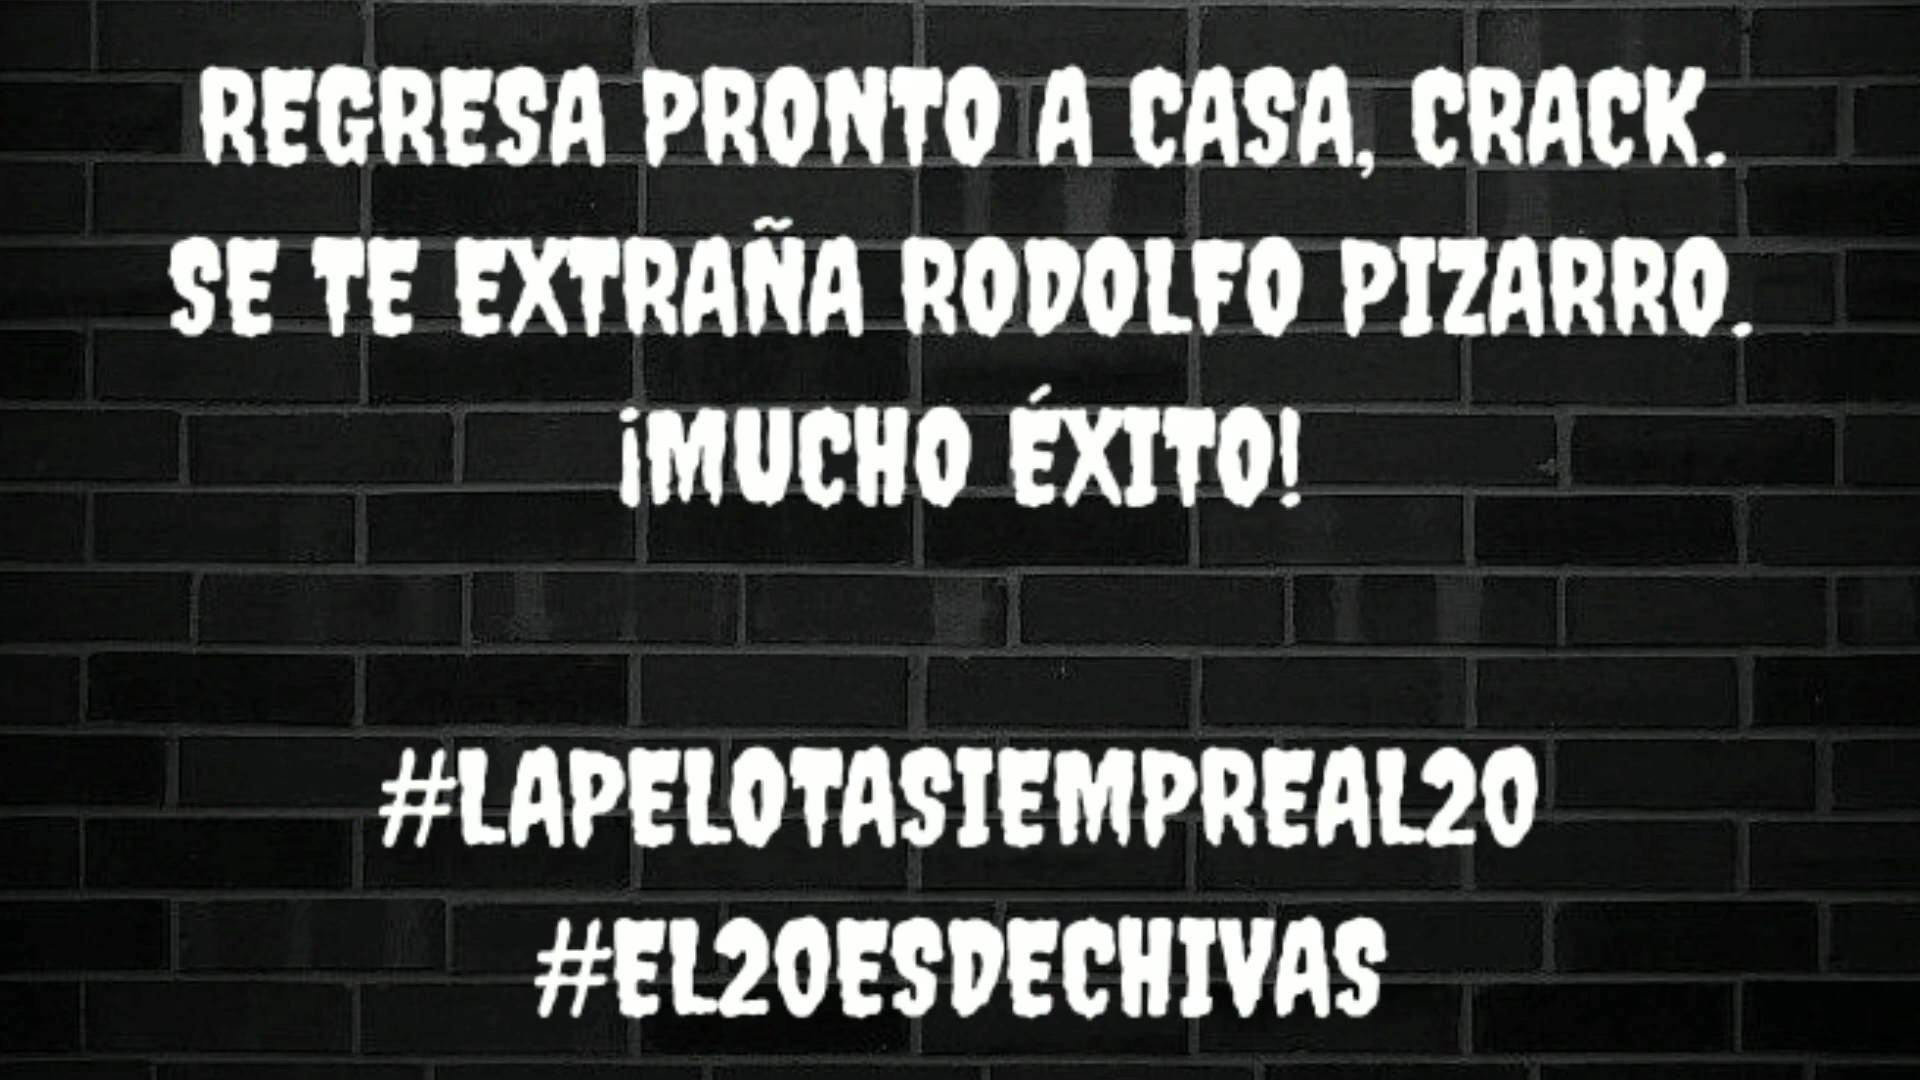 REGRESA PRONTO A CASA, CRACK.
SE TE EXTRAÑA RODOLFO PIZARRO.
¡MUCHO ÉXITO!
#LAPELOTASIEMPREAL20
#EL20ESDECHIVAS